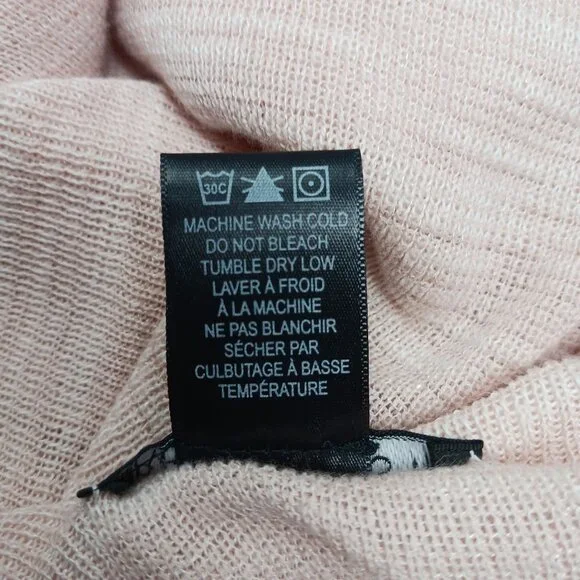 30C
MACHINE WASH COLD
DO NOT BLEACH
TUMBLE DRY LOW
LAVER À FROID
À LA MACHINE
NE PAS BLANCHIR
SÉCHER PAR
CULBUTAGE À BASSE
TEMPÉRATURE